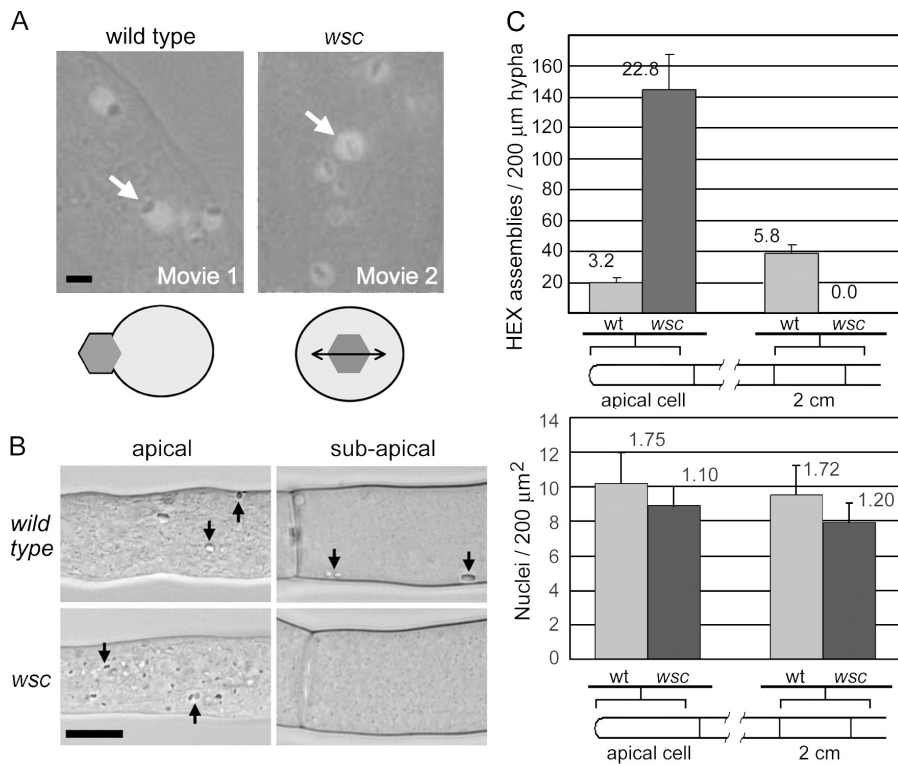 A
wild type
wsc
Movie 1
Movie 2
B
apical
sub-apical
wild type
wsc
C
HEX assemblies / 200 µm hypha
160
140
120
100
80
60
40
20
3.2
22.8
5.8
0.0
wt
wsc
wt
wsc
apical cell
2 cm
Nuclei / 200 µm²
14
12
10
8
6
4
2
0
1.75
1.10
1.72
1.20
wt
wsc
wt
wsc
apical cell
2 cm